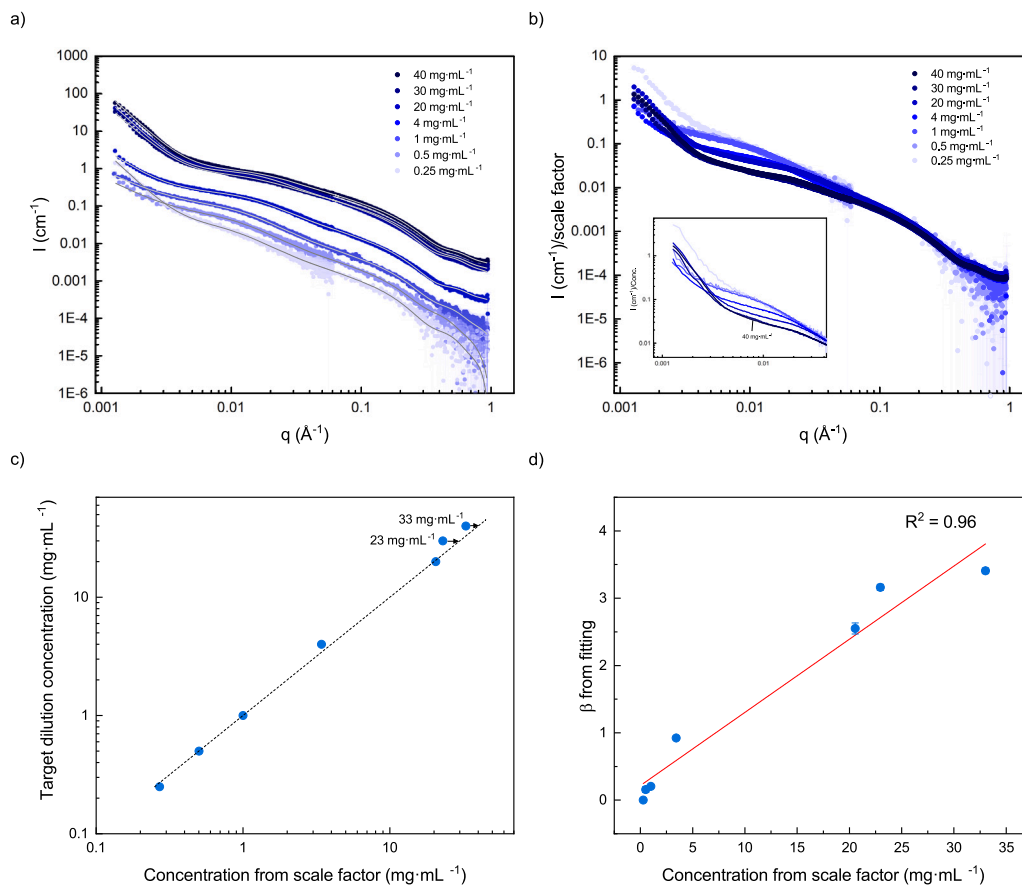 a)
1000
100
10
1
0.1
0.01
0.001
1E-4
1E-5
1E-6
I (cm⁻¹)
40 mg·mL⁻¹
30 mg·mL⁻¹
20 mg·mL⁻¹
4 mg·mL⁻¹
1 mg·mL⁻¹
0.5 mg·mL⁻¹
0.25 mg·mL⁻¹
0.001 0.01 0.1 1
q (Å⁻¹)
b)
10
1
0.1
0.01
0.001
1E-4
1E-5
1E-6
I (cm⁻¹)/scale factor
40 mg·mL⁻¹
30 mg·mL⁻¹
20 mg·mL⁻¹
4 mg·mL⁻¹
1 mg·mL⁻¹
0,5 mg·mL⁻¹
0.25 mg·mL⁻¹
1
0.1
0.01
I (cm⁻¹)/Conc.
40 mg·mL⁻¹
0.001 0.01
0.001 0.01 0.1 1
q (Å⁻¹)
c)
Target dilution concentration (mg·mL⁻¹)
10
1
0.1
33 mg·mL⁻¹
23 mg·mL⁻¹
0.1 1 10
Concentration from scale factor (mg·mL⁻¹)
d)
R² = 0.96
β from fitting
4
3
2
1
0
0 5 10 15 20 25 30 35
Concentration from scale factor (mg·mL⁻¹)